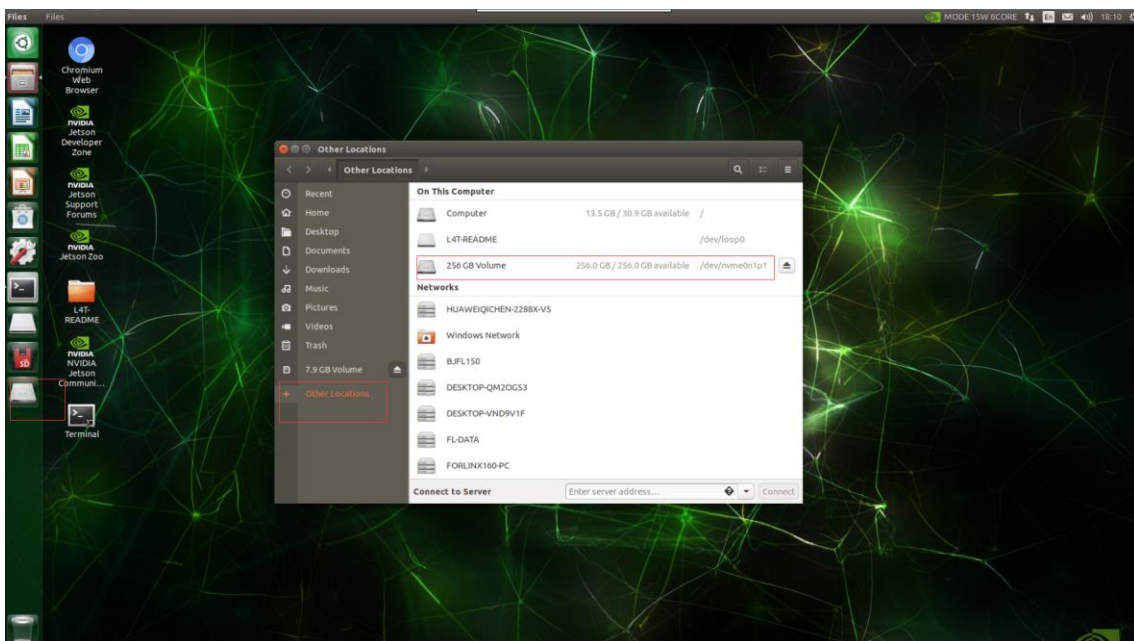 Files
Files
MODE 15W 6CORE
En
18:10
Chromium
Web
Browser
NVIDIA
Jetson
Developer
Zone
NVIDIA
Jetson
Support
Forums
NVIDIA
Jetson Zoo
L4T-
README
NVIDIA
NVIDIA
Jetson
Communi...
Terminal
SD
Other Locations
Other Locations
Recent
Home
Desktop
Documents
Downloads
Music
Pictures
Videos
Trash
7.9 GB Volume
Other Locations
On This Computer
Computer 13.5 GB / 30.9 GB available /
L4T-README /dev/loop0
256 GB Volume 256.0 GB / 256.0 GB available /dev/nvme0n1p1
Networks
HUAWEIQICHEN-2288X-V5
Windows Network
BJFL150
DESKTOP-QM2OGS3
DESKTOP-VND9V1F
FL-DATA
FORLINX160-PC
Connect to Server Enter server address... Connect